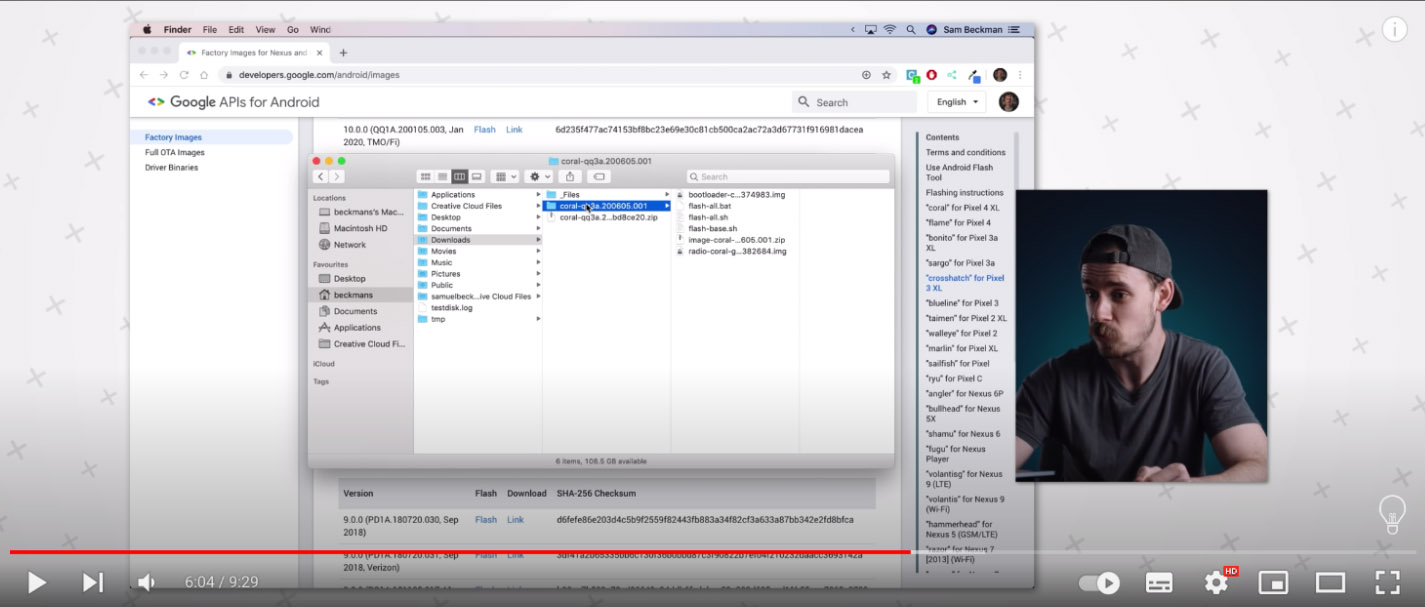 Finder File Edit View Go Wind
Sam Beckman
Factory Images for Nexus and
developers.google.com/android/images
Google APIs for Android
Search
English
Factory Images
Full OTA Images
Driver Binaries
10.0.0 (QQ1A.200105.003, Jan
2020, TMO/Fi)
Flash Link
6d235f477ac74153bf8bc23e69e30c81cb500ca2ac72a3d67731f916981dacea
coral-qq3a.200605.001
Search
Locations
beckmans's Mac...
Macintosh HD
Network
Favourites
Desktop
beckmans
Documents
Applications
Creative Cloud Fi...
iCloud
Tags
Applications
Creative Cloud Files
Desktop
Documents
Downloads
Movies
Music
Pictures
Public
samuelbeck...ive Cloud Files
testdisk.log
tmp
_Files
coral-qq3a.200605.001
coral-qq3a.2...bd8ce20.zip
bootloader-c...374983.img
flash-all.bat
flash-all.sh
flash-base.sh
image-coral-...605.001.zip
radio-coral-g...382684.img
6 items, 108.5 GB available
Version Flash Download SHA-256 Checksum
9.0.0 (PD1A.180720.030, Sep
2018)
Flash Link
d6fefe86e203d4c5b9f2559f82443fb883a34f82cf3a633a87bb342e2fd8bfca
9.0.0 (PD1A.180720.031, Sep
2018, Verizon)
Flash Link
Contents
Terms and conditions
Use Android Flash
Tool
Flashing instructions
"coral" for Pixel 4 XL
"flame" for Pixel 4
"bonito" for Pixel 3a
XL
"sargo" for Pixel 3a
"crosshatch" for Pixel
3 XL
"blueline" for Pixel 3
"taimen" for Pixel 2 XL
"walleye" for Pixel 2
"marlin" for Pixel XL
"sailfish" for Pixel
"ryu" for Pixel C
"angler" for Nexus 6P
"bullhead" for Nexus
5X
"shamu" for Nexus 6
"fugu" for Nexus
Player
"volantisg" for Nexus
9 (LTE)
"volantis" for Nexus 9
(Wi-Fi)
"hammerhead" for
Nexus 5 (GSM/LTE)
"razor" for Nexus 7
[2013] (Wi-Fi)
6:04 / 9:29
HD